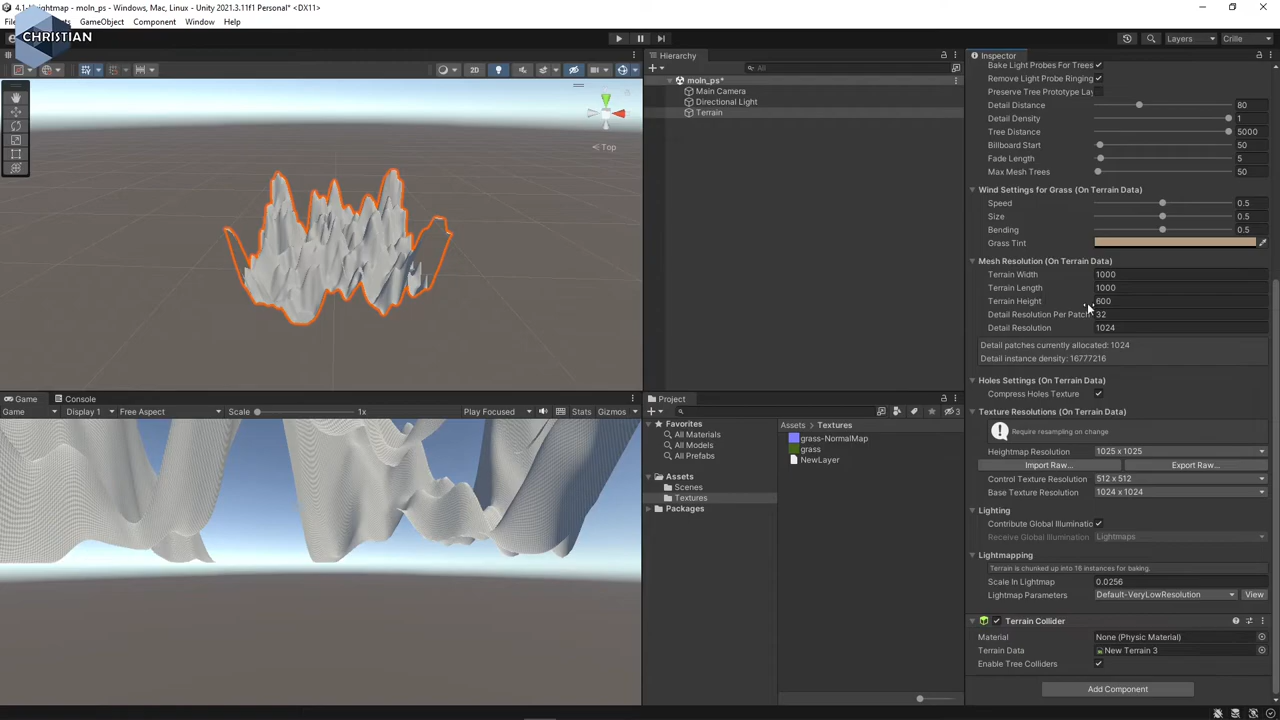 4.1-Heightmap - moln_ps - Windows, Mac, Linux - Unity 2021.3.11f1 Personal* <DX11>
GameObject Component Window Help
CHRISTIAN
Layers Crille
2D
Top
Hierarchy
All
moln_ps*
Main Camera
Directional Light
Terrain
Game Console
Game Display 1 Free Aspect Scale 1x Play Focused Stats Gizmos
Project
3
Favorites
All Materials
All Models
All Prefabs
Assets
Scenes
Textures
Packages
Assets > Textures
grass-NormalMap
grass
NewLayer
Inspector
Bake Light Probes For Trees
Remove Light Probe Ringing
Preserve Tree Prototype Lay
Detail Distance 80
Detail Density 1
Tree Distance 5000
Billboard Start 50
Fade Length 5
Max Mesh Trees 50
Wind Settings for Grass (On Terrain Data)
Speed 0.5
Size 0.5
Bending 0.5
Grass Tint
Mesh Resolution (On Terrain Data)
Terrain Width 1000
Terrain Length 1000
Terrain Height 600
Detail Resolution Per Patch 32
Detail Resolution 1024
Detail patches currently allocated: 1024
Detail instance density: 16777216
Holes Settings (On Terrain Data)
Compress Holes Texture
Texture Resolutions (On Terrain Data)
Require resampling on change
Heightmap Resolution 1025 x 1025
Import Raw... Export Raw...
Control Texture Resolution 512 x 512
Base Texture Resolution 1024 x 1024
Lighting
Contribute Global Illuminatio
Receive Global Illumination Lightmaps
Lightmapping
Terrain is chunked up into 16 instances for baking.
Scale In Lightmap 0.0256
Lightmap Parameters Default-VeryLowResolution View
Terrain Collider
Material None (Physic Material)
Terrain Data New Terrain 3
Enable Tree Colliders
Add Component